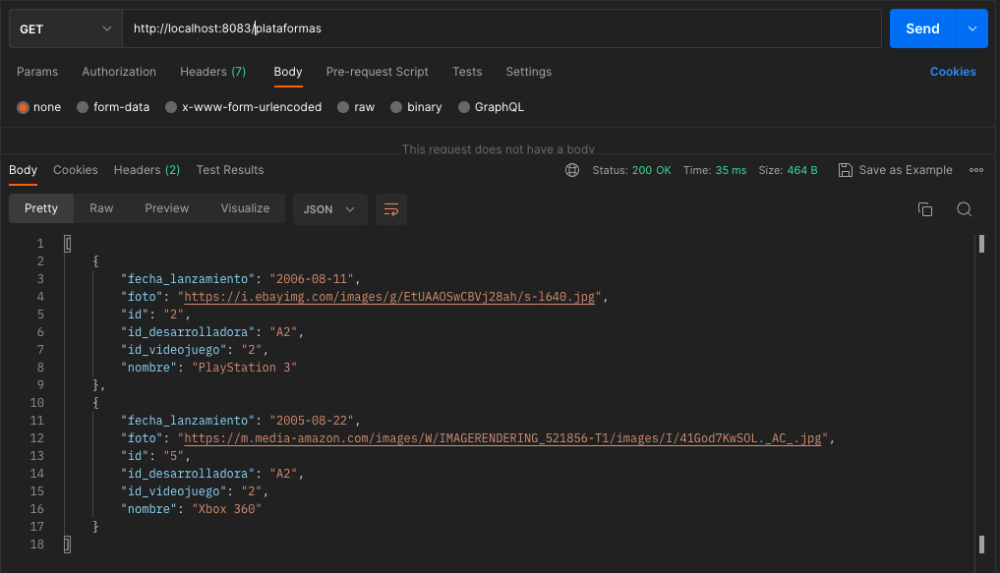 GET http://localhost:8083/plataformas Send
Params Authorization Headers (7) Body Pre-request Script Tests Settings Cookies
none form-data x-www-form-urlencoded raw binary GraphQL
This request does not have a body
Body Cookies Headers (2) Test Results Status: 200 OK Time: 35 ms Size: 464 B Save as Example
Pretty Raw Preview Visualize JSON
1 [
2 {
3 "fecha_lanzamiento": "2006-08-11",
4 "foto": "https://i.ebayimg.com/images/g/EtUAAOSwCBVj28ah/s-l640.jpg",
5 "id": "2",
6 "id_desarrolladora": "A2",
7 "id_videojuego": "2",
8 "nombre": "PlayStation 3"
9 },
10 {
11 "fecha_lanzamiento": "2005-08-22",
12 "foto": "https://m.media-amazon.com/images/W/IMAGERENDERING_521856-T1/images/I/41God7KwSOL._AC_.jpg",
13 "id": "5",
14 "id_desarrolladora": "A2",
15 "id_videojuego": "2",
16 "nombre": "Xbox 360"
17 }
18 ]